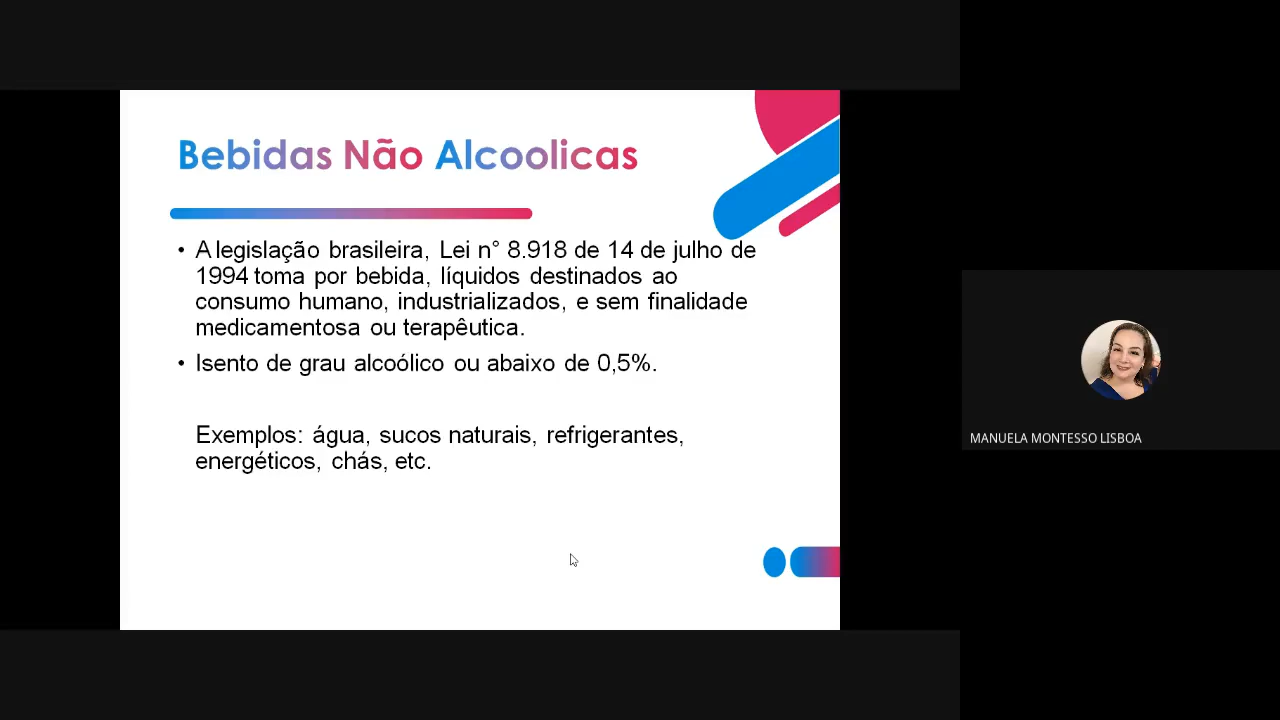 Bebidas Não Alcoolicas
• A legislação brasileira, Lei n° 8.918 de 14 de julho de
1994 toma por bebida, líquidos destinados ao
consumo humano, industrializados, e sem finalidade
medicamentosa ou terapêutica.
• Isento de grau alcoólico ou abaixo de 0,5%.
Exemplos: água, sucos naturais, refrigerantes,
energéticos, chás, etc.
MANUELA MONTESSO LISBOA